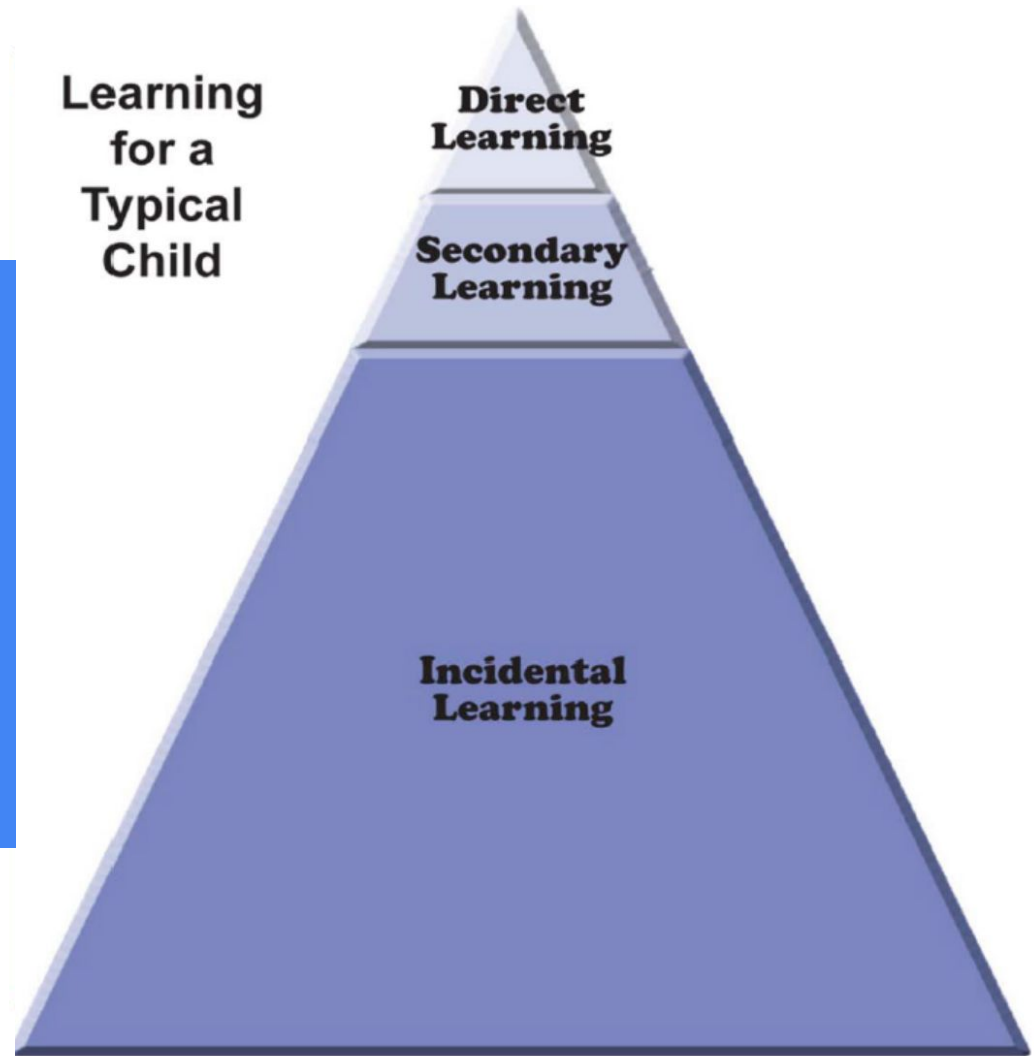 Learning
for a
Typical
Child
Direct
Learning
Secondary
Learning
Incidental
Learning